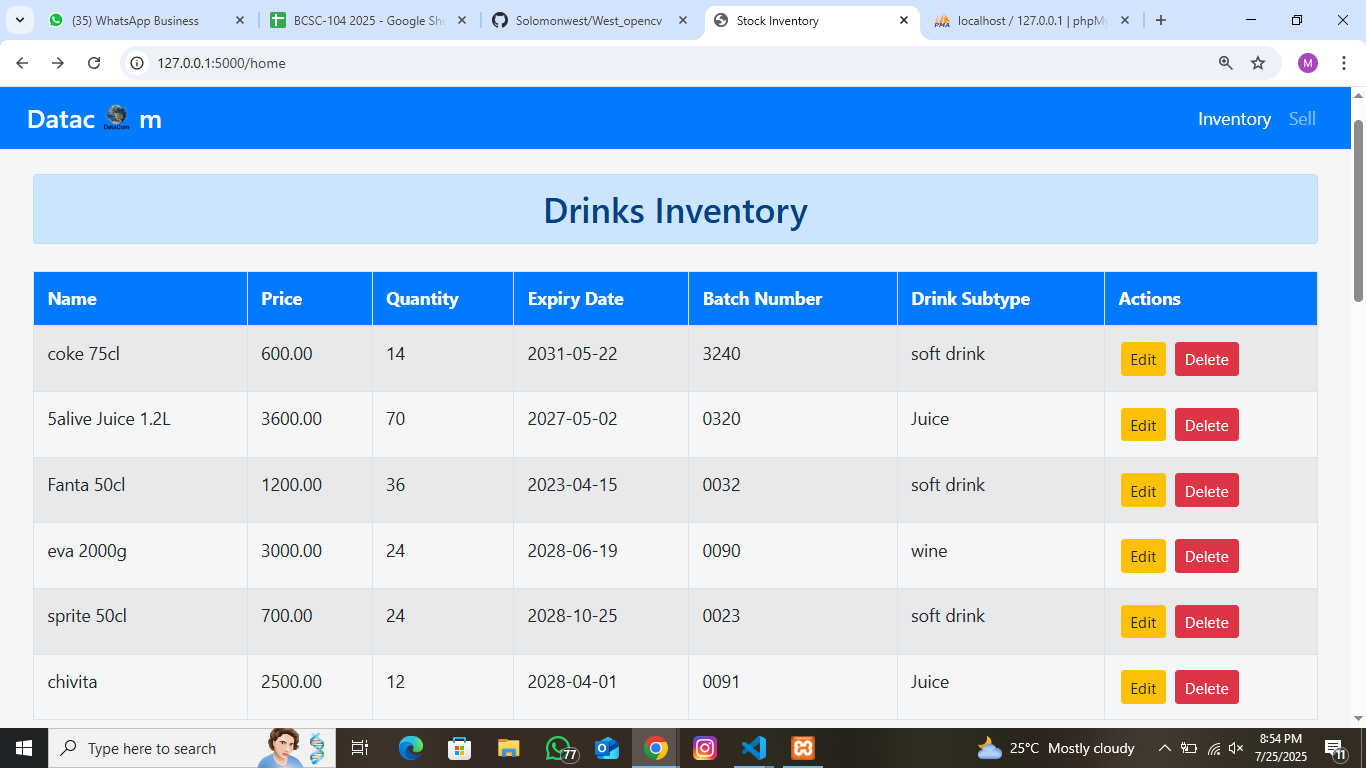 (35) WhatsApp Business
BCSC-104 2025 - Google She
Solomonwest/West_opencv
Stock Inventory
localhost / 127.0.0.1 | phpMy
127.0.0.1:5000/home
M
Datac m
DataCom
Inventory Sell
Drinks Inventory
Name Price Quantity Expiry Date Batch Number Drink Subtype Actions
coke 75cl 600.00 14 2031-05-22 3240 soft drink Edit Delete
5alive Juice 1.2L 3600.00 70 2027-05-02 0320 Juice Edit Delete
Fanta 50cl 1200.00 36 2023-04-15 0032 soft drink Edit Delete
eva 2000g 3000.00 24 2028-06-19 0090 wine Edit Delete
sprite 50cl 700.00 24 2028-10-25 0023 soft drink Edit Delete
chivita 2500.00 12 2028-04-01 0091 Juice Edit Delete
Type here to search
77
25°C Mostly cloudy
8:54 PM
7/25/2025
11